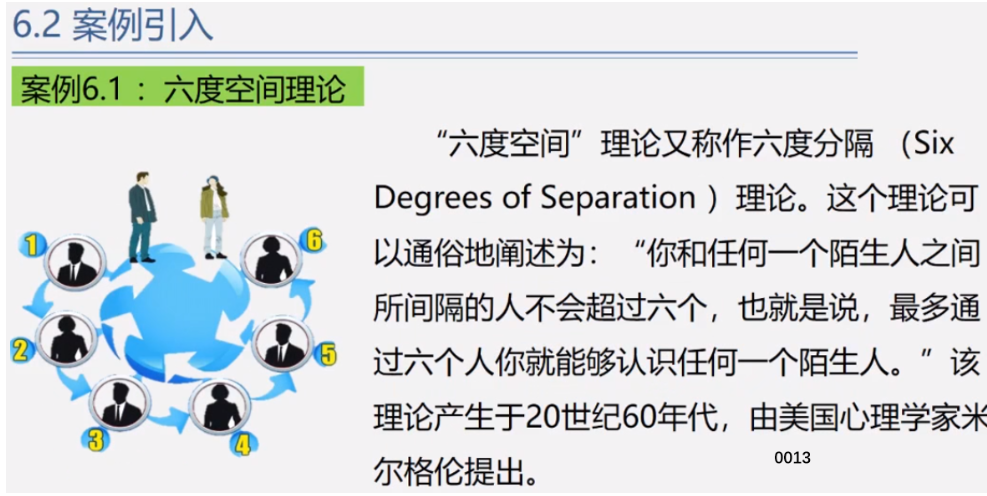 6.2 案例引入
案例6.1 ：六度空间理论
“六度空间”理论又称作六度分隔 （Six
Degrees of Separation ）理论。这个理论可
以通俗地阐述为： “你和任何一个陌生人之间
所间隔的人不会超过六个，也就是说，最多通
过六个人你就能够认识任何一个陌生人。”该
理论产生于20世纪60年代，由美国心理学家米
尔格伦提出。
1
2
3
4
5
6
0013